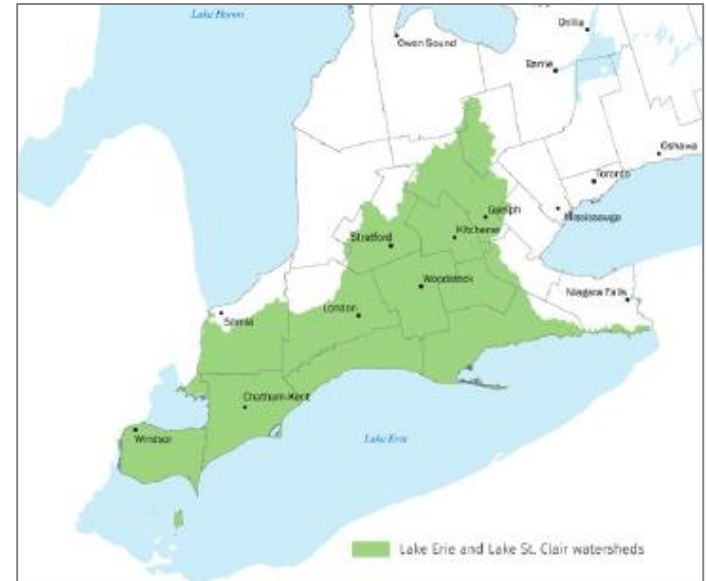 Lake Huron
Orillia
Owen Sound
Barrie
Oshawa
Toronto
Guelph
Mississauga
Kitchener
Stratford
Woodstock
Niagara Falls
London
Sarnia
Chatham-Kent
Windsor
Lake Erie
Lake Erie and Lake St. Clair watersheds